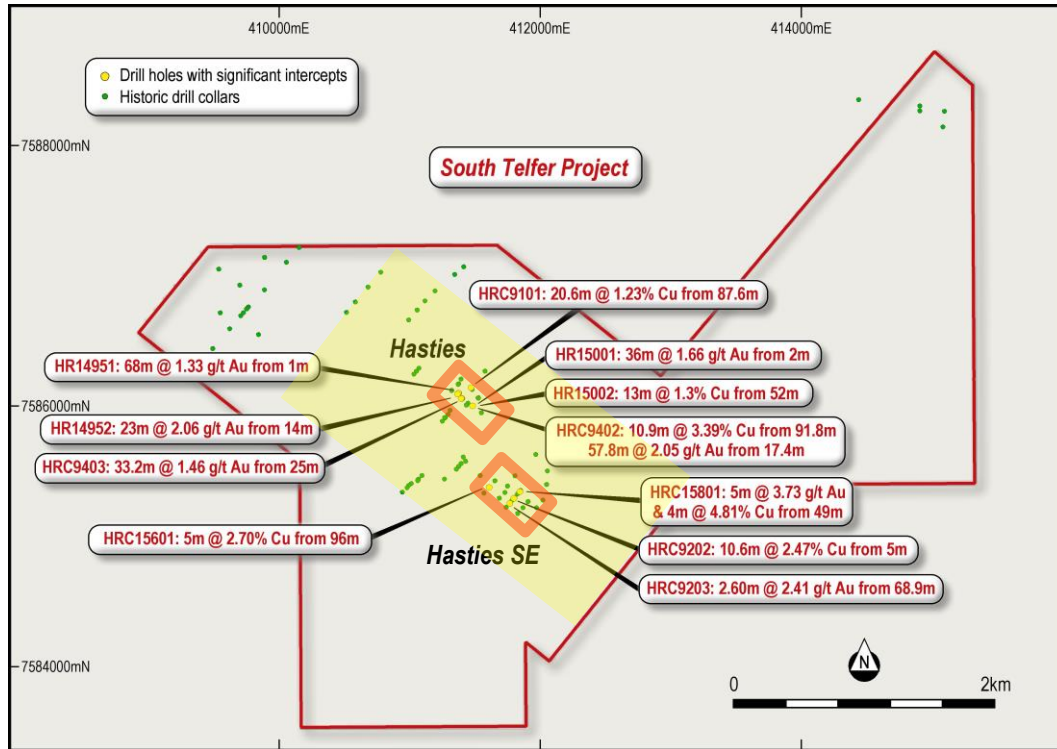 410000mE
412000mE
414000mE
Drill holes with significant intercepts
Historic drill collars
7588000mN
South Telfer Project
HRC9101: 20.6m @ 1.23% Cu from 87.6m
Hasties
HR14951: 68m @ 1.33 g/t Au from 1m
HR15001: 36m @ 1.66 g/t Au from 2m
HR15002: 13m @ 1.3% Cu from 52m
7586000mN
HR14952: 23m @ 2.06 g/t Au from 14m
HRC9402: 10.9m @ 3.39% Cu from 91.8m
57.8m @ 2.05 g/t Au from 17.4m
HRC9403: 33.2m @ 1.46 g/t Au from 25m
HRC15801: 5m @ 3.73 g/t Au
& 4m @ 4.81% Cu from 49m
HRC15601: 5m @ 2.70% Cu from 96m
Hasties SE
HRC9202: 10.6m @ 2.47% Cu from 5m
HRC9203: 2.60m @ 2.41 g/t Au from 68.9m
7584000mN
N
0
2km